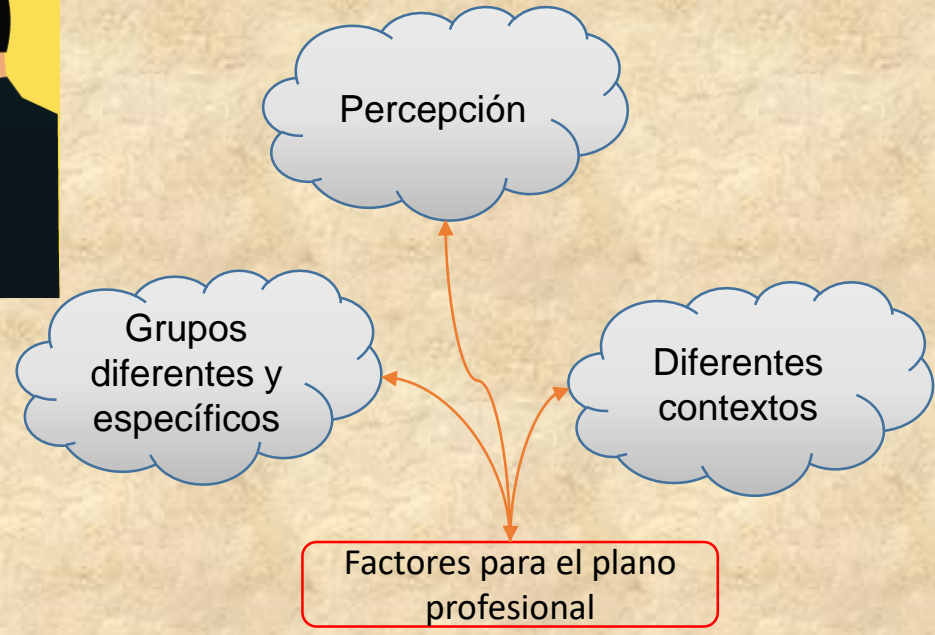 Percepción
Grupos
diferentes y
específicos
Diferentes
contextos
Factores para el plano
profesional